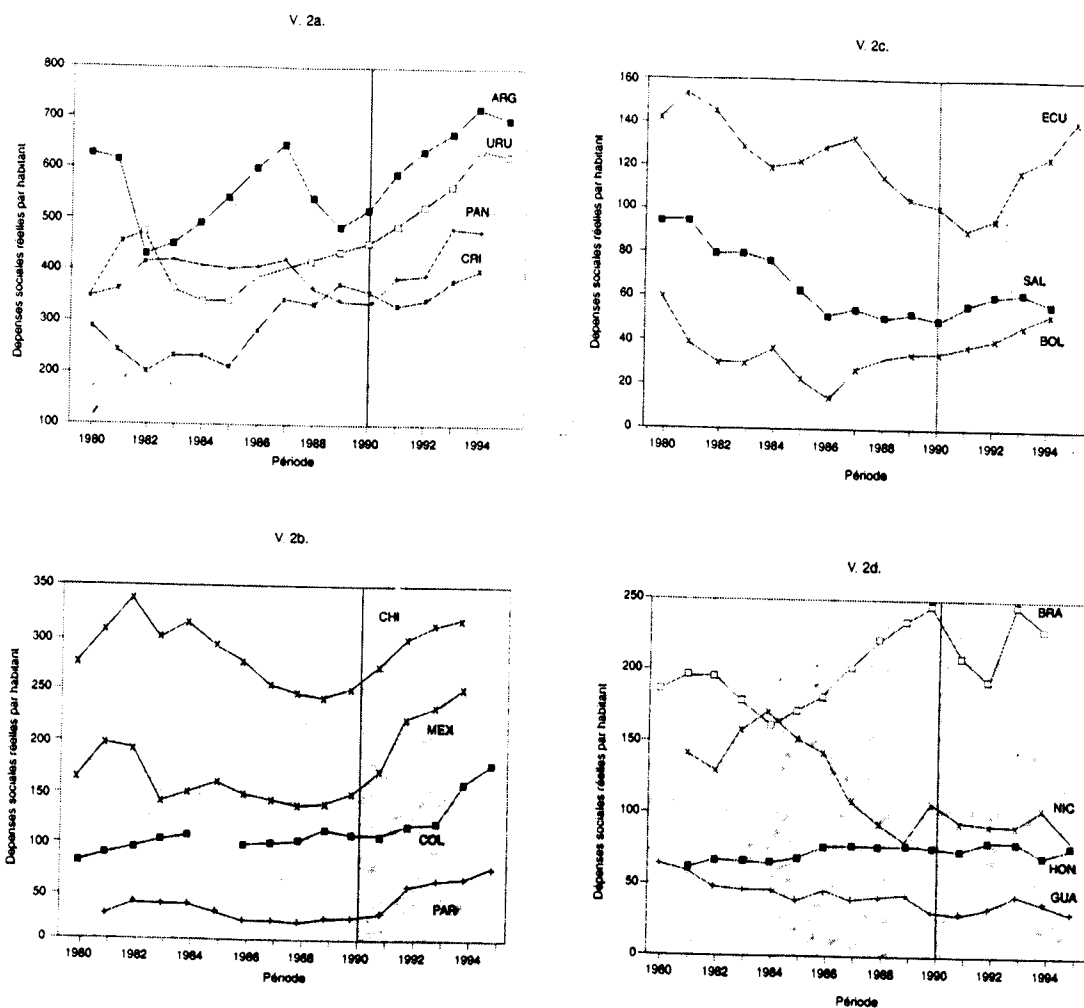 V. 2a.
Dépenses sociales réelles par habitant
800
700
600
500
400
300
200
100
ARG
URU
PAN
CRI
1980 1982 1984 1986 1988 1990 1992 1994
Période
V. 2c.
Dépenses sociales réelles par habitant
160
140
120
100
80
60
40
20
0
ECU
SAL
BOL
1980 1982 1984 1986 1988 1990 1992 1994
Période
V. 2b.
Dépenses sociales réelles par habitant
350
300
250
200
150
100
50
0
CHI
MEX
COL
PAR
1980 1982 1984 1986 1988 1990 1992 1994
Période
V. 2d.
Dépenses sociales réelles par habitant
250
200
150
100
50
0
BRA
NIC
HON
GUA
1980 1982 1984 1986 1988 1990 1992 1994
Période